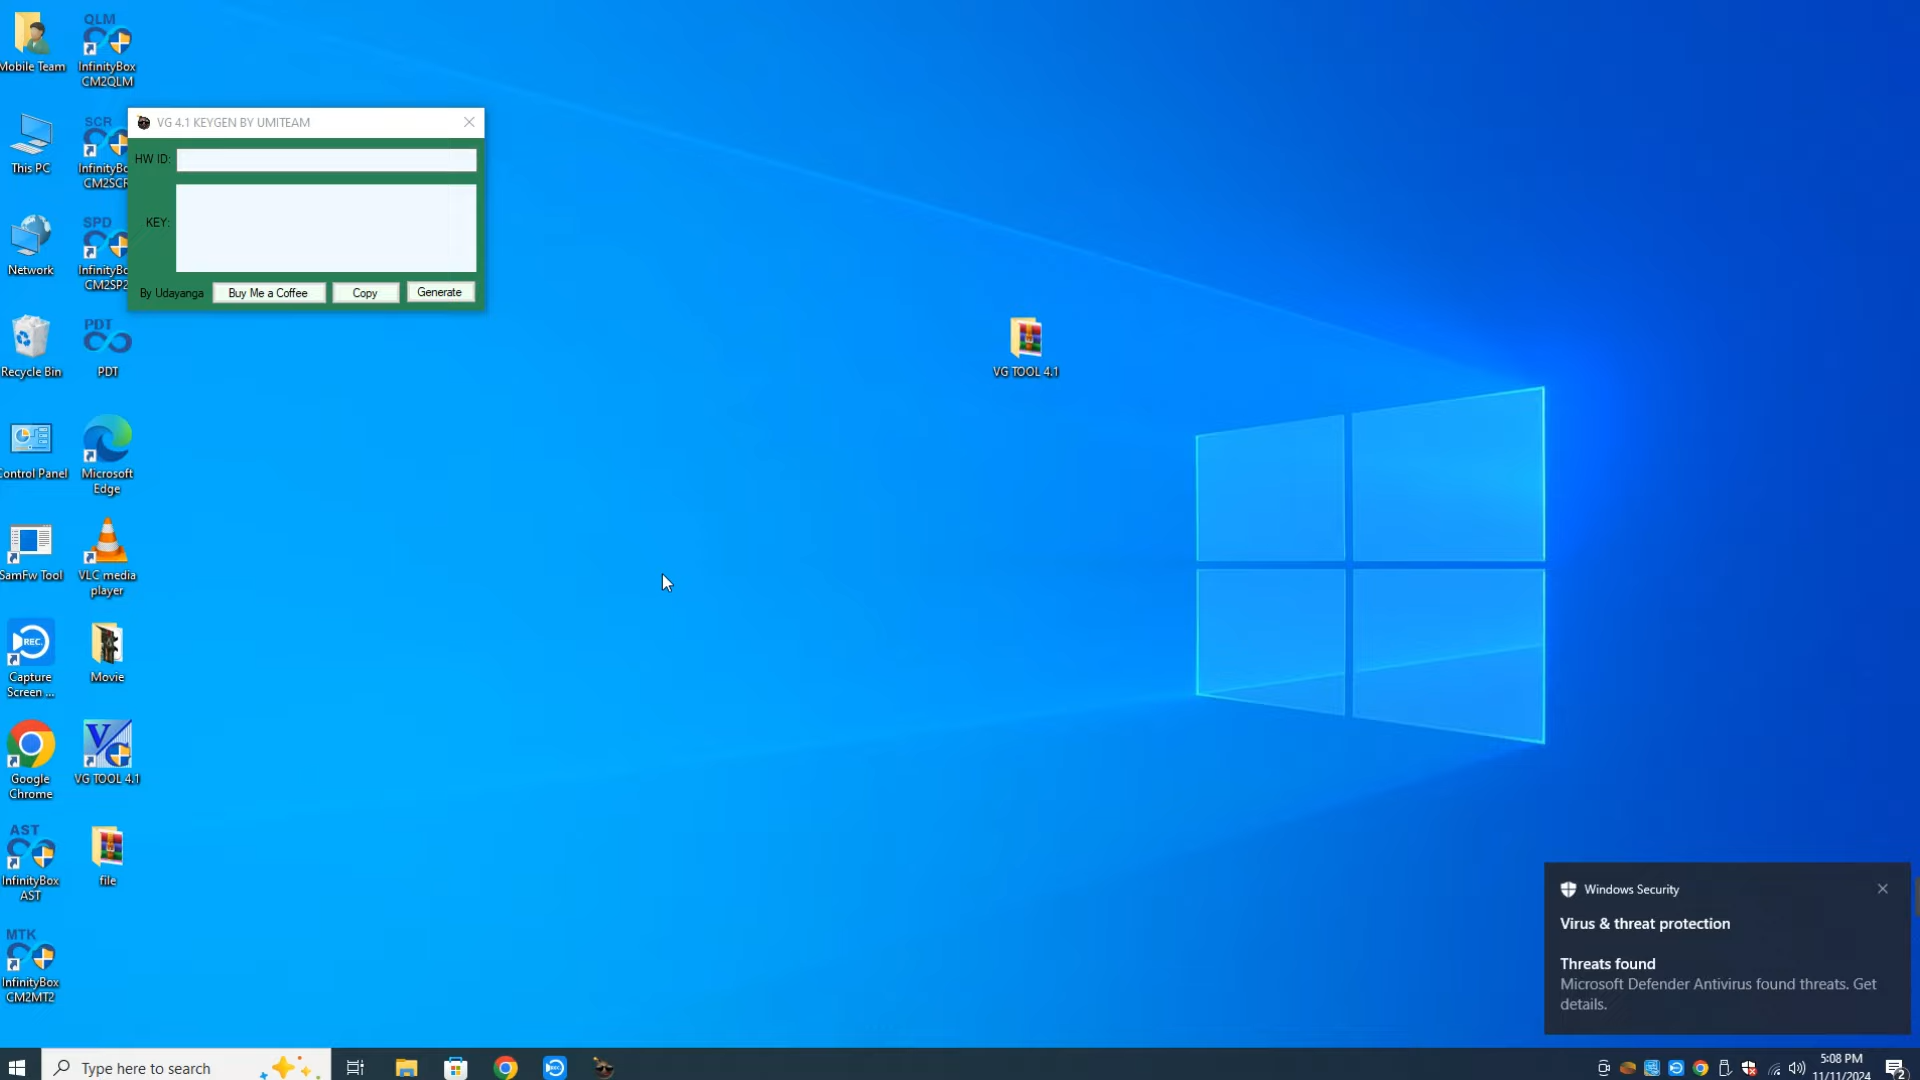 Mobile Team
QLM
InfinityBox
CM2QLM
This PC
SCR
InfinityBo
CM2SCR
Network
SPD
InfinityBo
CM2SP2
Recycle Bin
PDT
PDT
Control Panel
Microsoft
Edge
SamFw Tool
VLC media
player
REC
Capture
Screen ...
Movie
Google
Chrome
VG TOOL 4.1
AST
InfinityBox
AST
file
MTK
InfinityBox
CM2MT2
VG 4.1 KEYGEN BY UMITEAM
HW ID:
KEY:
By Udayanga
Buy Me a Coffee
Copy
Generate
VG TOOL 4.1
Windows Security
Virus & threat protection
Threats found
Microsoft Defender Antivirus found threats. Get
details.
Type here to search
5:08 PM
11/11/2024
2